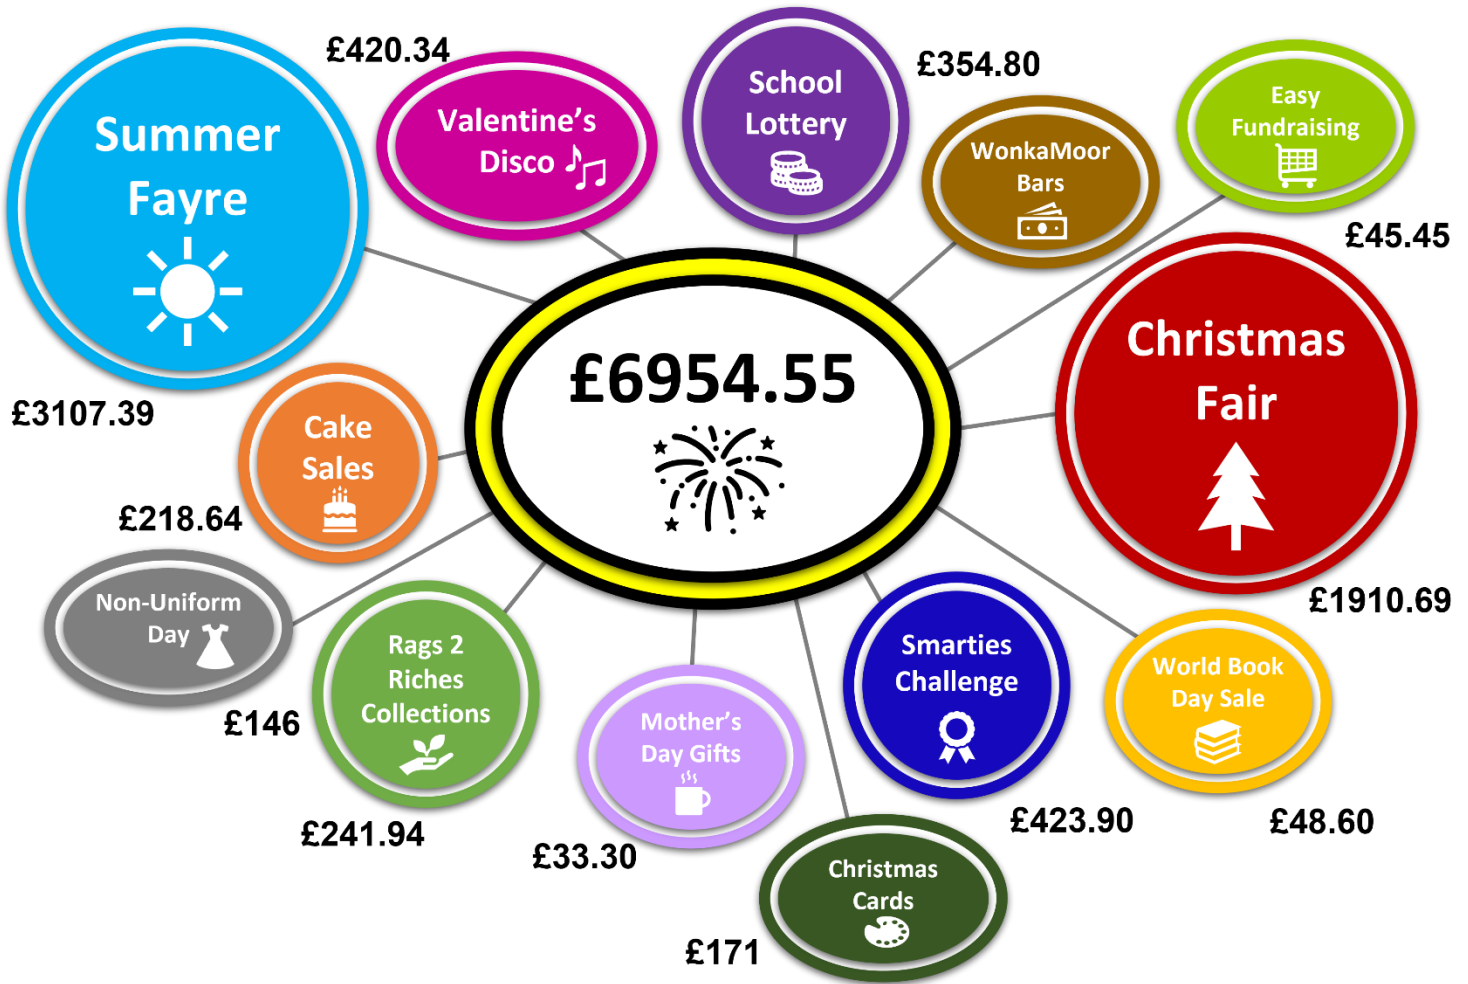 £420.34
£354.80
Summer
Fayre
Valentine's
Disco
School
Lottery
WonkaMoor
Bars
Easy
Fundraising
£45.45
£3107.39
£6954.55
Christmas
Fair
Cake
Sales
£218.64
£1910.69
Non-Uniform
Day
£146
Rags 2
Riches
Collections
£241.94
Mother's
Day Gifts
£33.30
Smarties
Challenge
£423.90
World Book
Day Sale
£48.60
Christmas
Cards
£171